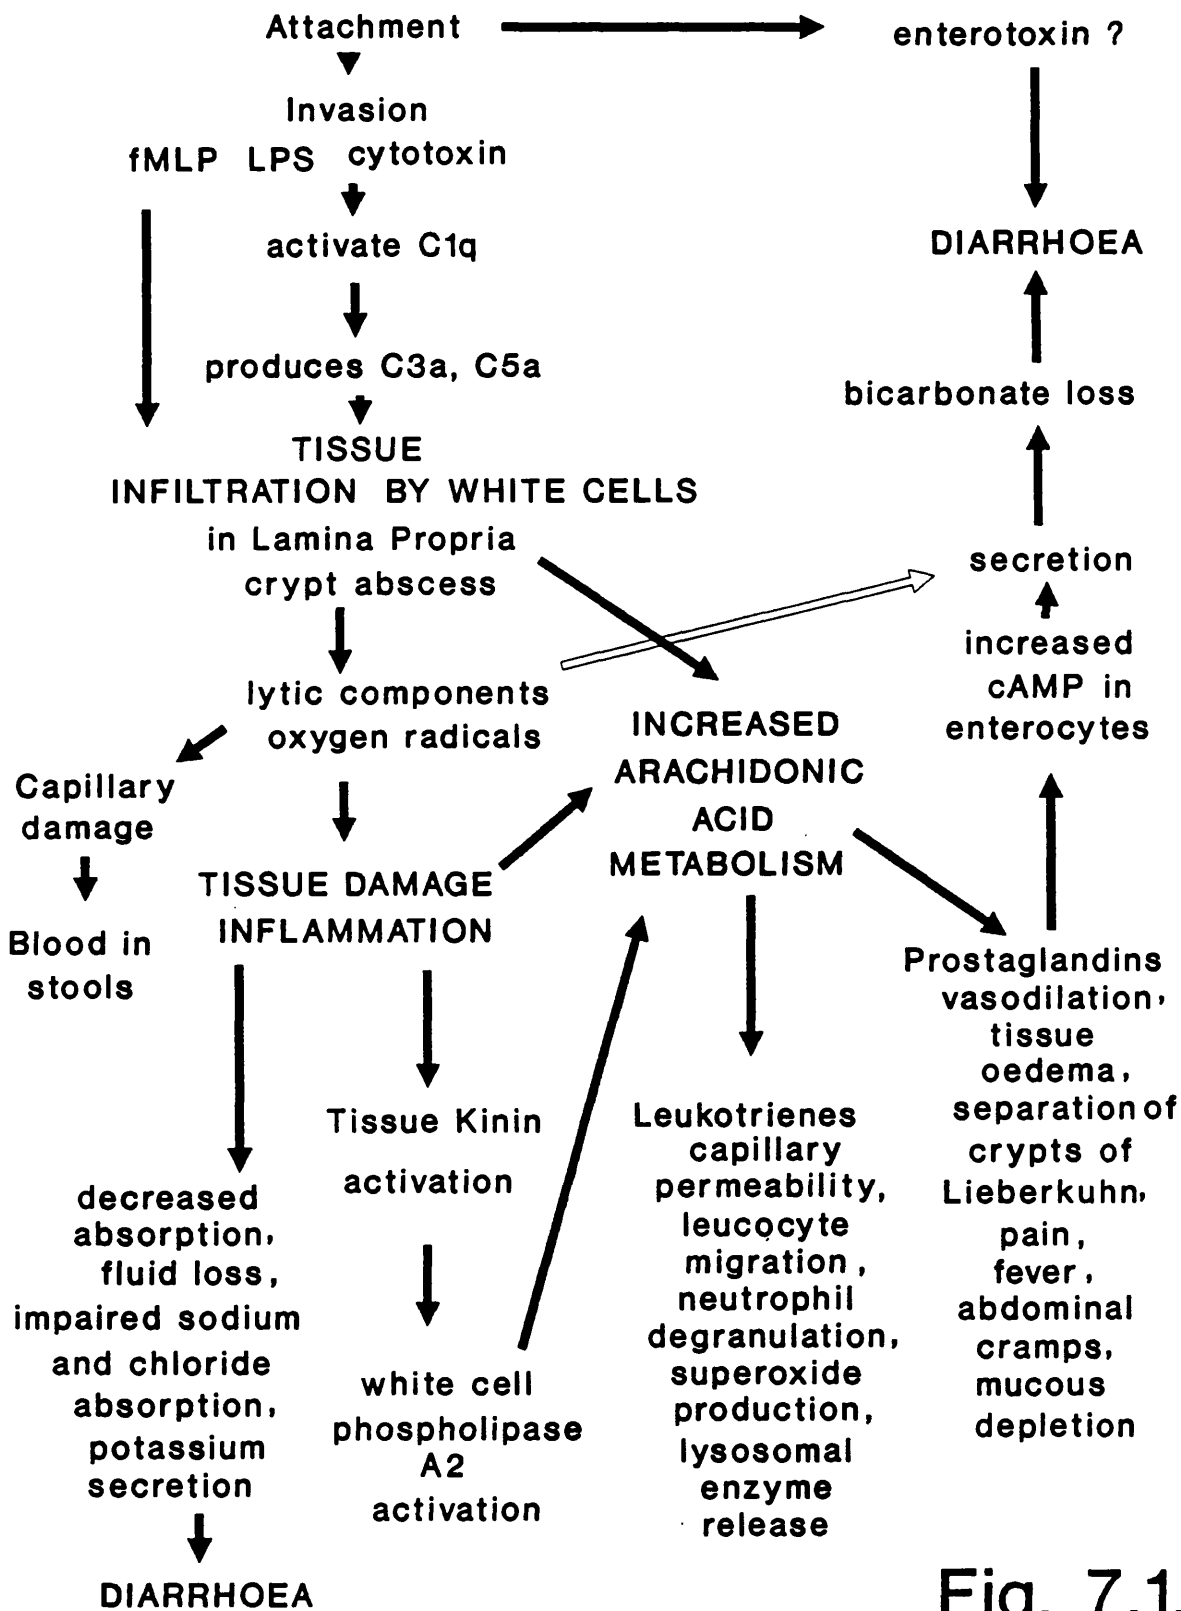 Attachment
enterotoxin ?
Invasion
fMLP LPS cytotoxin
activate C1q
produces C3a, C5a
TISSUE
INFILTRATION BY WHITE CELLS
in Lamina Propria
crypt abscess
lytic components
oxygen radicals
Capillary
damage
Blood in
stools
TISSUE DAMAGE
INFLAMMATION
decreased
absorption,
fluid loss,
impaired sodium
and chloride
absorption,
potassium
secretion
DIARRHOEA
Tissue Kinin
activation
white cell
phospholipase
A2
activation
INCREASED
ARACHIDONIC
ACID
METABOLISM
Leukotrienes
capillary
permeability,
leucocyte
migration,
neutrophil
degranulation,
superoxide
production,
lysosomal
enzyme
release
DIARRHOEA
bicarbonate loss
secretion
increased
cAMP in
enterocytes
Prostaglandins
vasodilation,
tissue
oedema,
separation of
crypts of
Lieberkuhn,
pain,
fever,
abdominal
cramps,
mucous
depletion
Fig. 7.1.